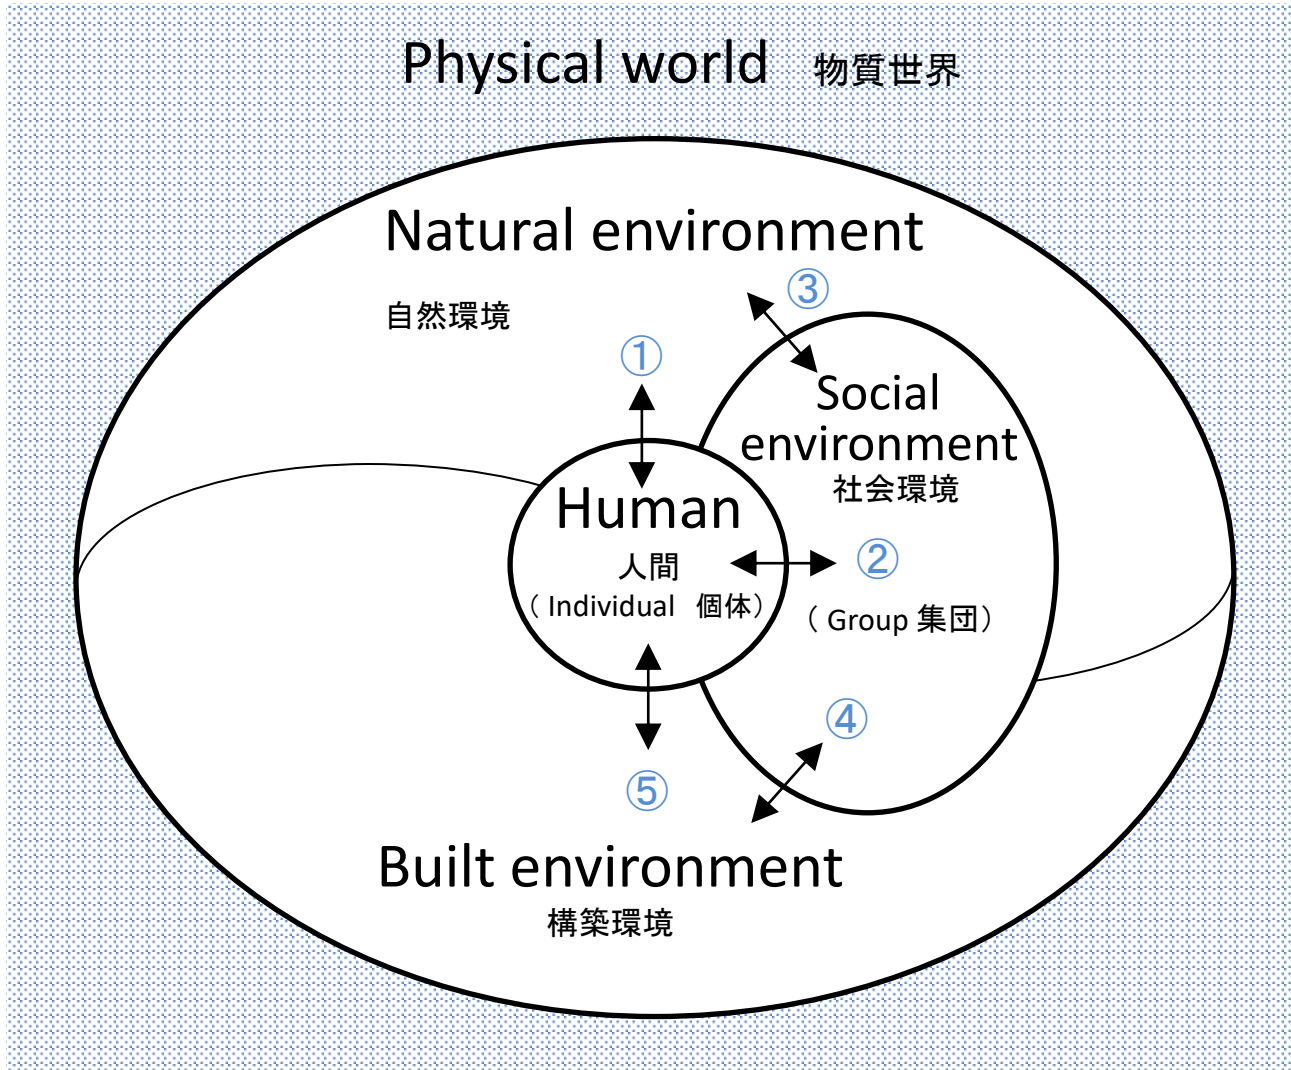 Physical world 物質世界
Natural environment
自然環境
③
①
Social
environment
社会環境
Human
人間
（ Individual 個体）
②
（ Group 集団）
④
⑤
Built environment
構築環境